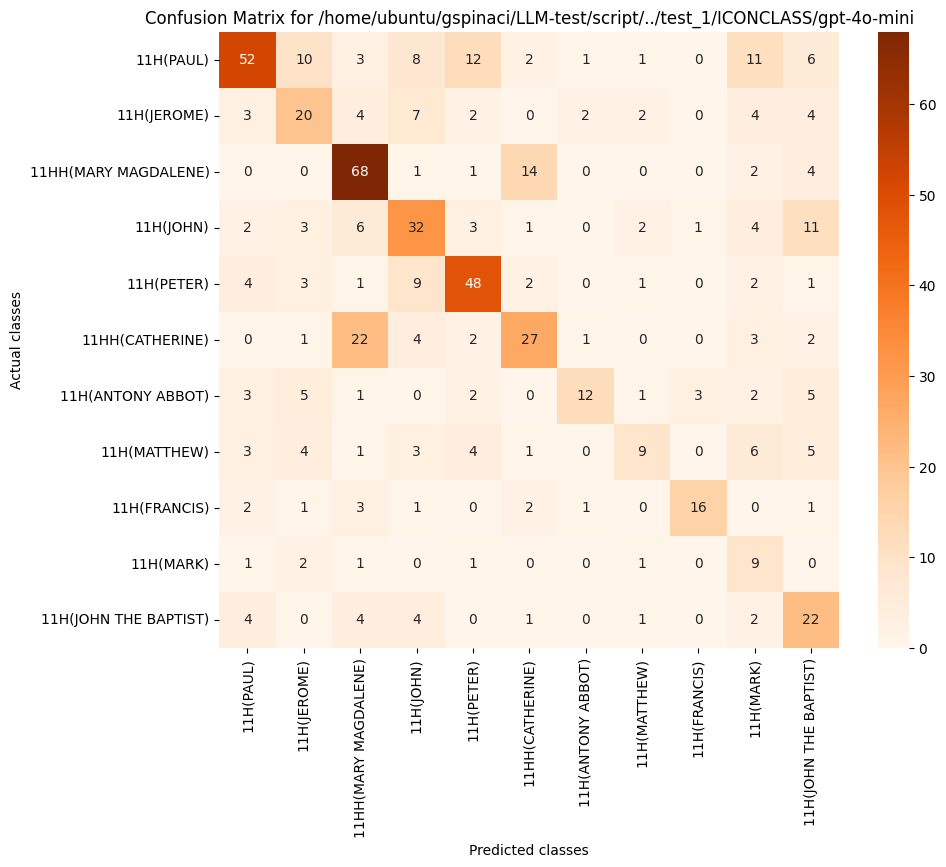 Confusion Matrix for /home/ubuntu/gspinaci/LLM-test/script/../test_1/ICONCLASS/gpt-4o-mini
11H(PAUL) 52 10 3 8 12 2 1 1 0 11 6
11H(JEROME) 3 20 4 7 2 0 2 2 0 4 4
11HH(MARY MAGDALENE) 0 0 68 1 1 14 0 0 0 2 4
11H(JOHN) 2 3 6 32 3 1 0 2 1 4 11
11H(PETER) 4 3 1 9 48 2 0 1 0 2 1
11HH(CATHERINE) 0 1 22 4 2 27 1 0 0 3 2
11H(ANTONY ABBOT) 3 5 1 0 2 0 12 1 3 2 5
11H(MATTHEW) 3 4 1 3 4 1 0 9 0 6 5
11H(FRANCIS) 2 1 3 1 0 2 1 0 16 0 1
11H(MARK) 1 2 1 0 1 0 0 1 0 9 0
11H(JOHN THE BAPTIST) 4 0 4 4 0 1 0 1 0 2 22
Actual classes
11H(PAUL)
11H(JEROME)
11HH(MARY MAGDALENE)
11H(JOHN)
11H(PETER)
11HH(CATHERINE)
11H(ANTONY ABBOT)
11H(MATTHEW)
11H(FRANCIS)
11H(MARK)
11H(JOHN THE BAPTIST)
Predicted classes
60
50
40
30
20
10
0